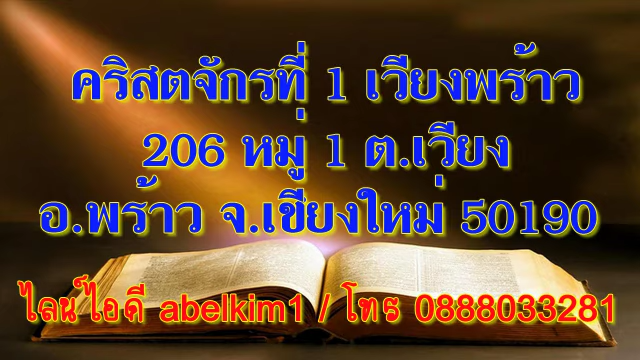 คริสตจักรที่ 1 เวียงพร้าว
206 หมู่ 1 ต.เวียง
อ.พร้าว จ.เชียงใหม่ 50190
ไลน์ไอดี abelkim1 / โทร 0888033281